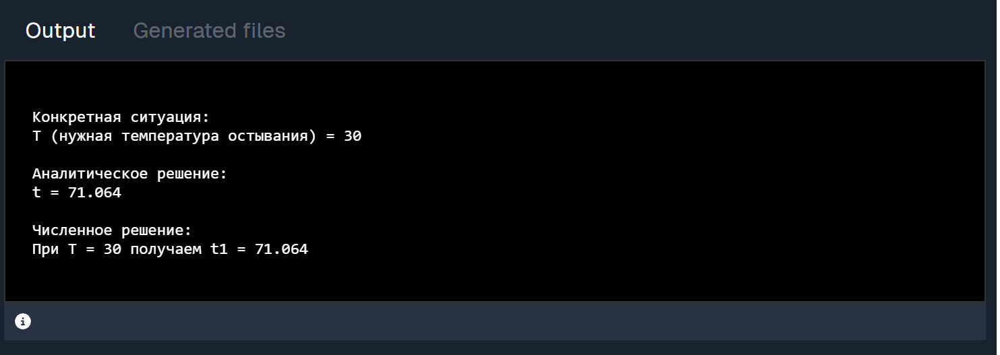 Output Generated files
Конкретная ситуация:
T (нужная температура остывания) = 30
Аналитическое решение:
t = 71.064
Численное решение:
При T = 30 получаем t1 = 71.064